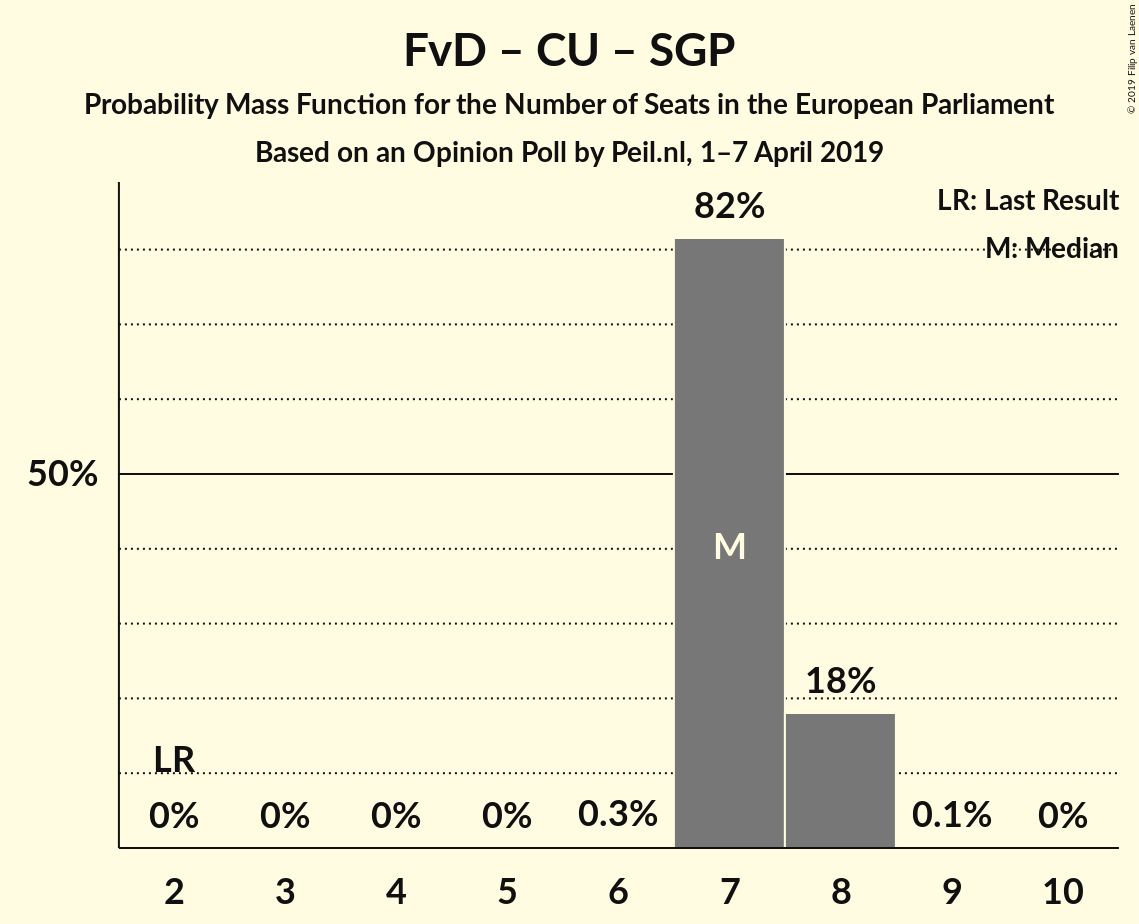 FvD – CU – SGP
Probability Mass Function for the Number of Seats in the European Parliament
Based on an Opinion Poll by Peil.nl, 1–7 April 2019
© 2019 Filip van Laenen
LR: Last Result
M: Median
82%
50%
M
18%
LR
0%
0%
0%
0%
0.3%
0.1%
0%
2
3
4
5
6
7
8
9
10